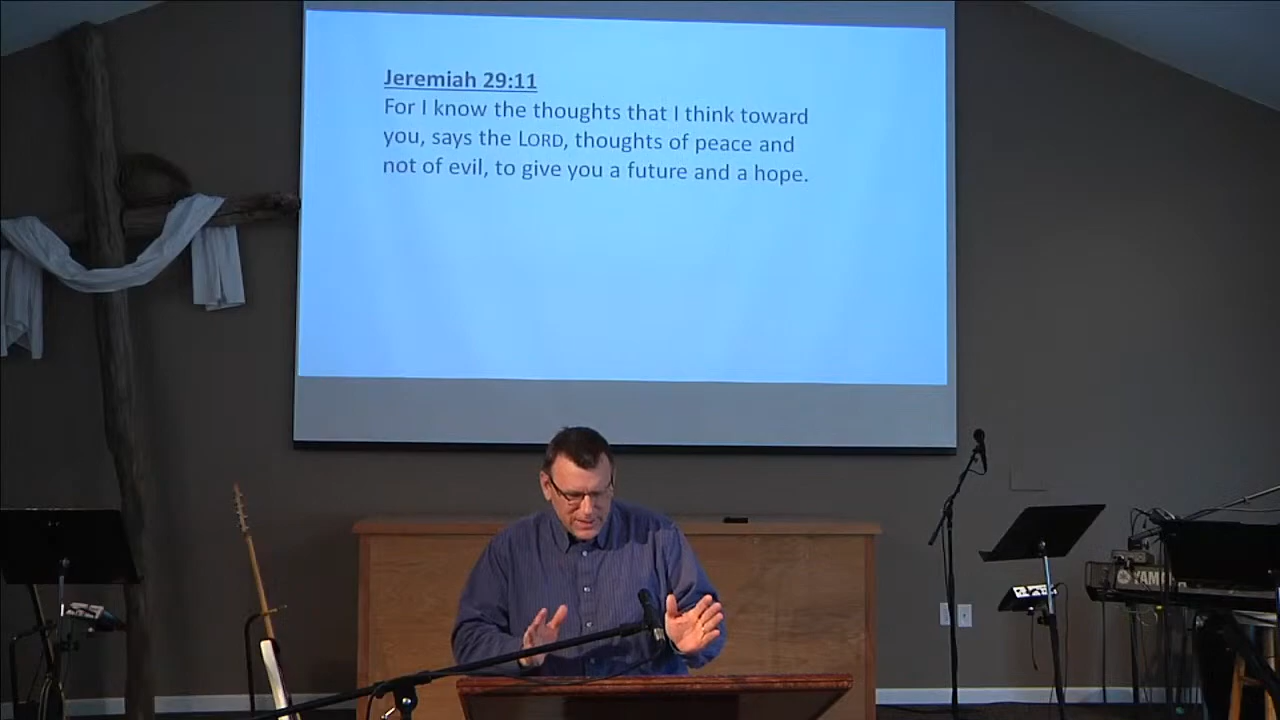 Jeremiah 29:11
For I know the thoughts that I think toward
you, says the LORD, thoughts of peace and
not of evil, to give you a future and a hope.